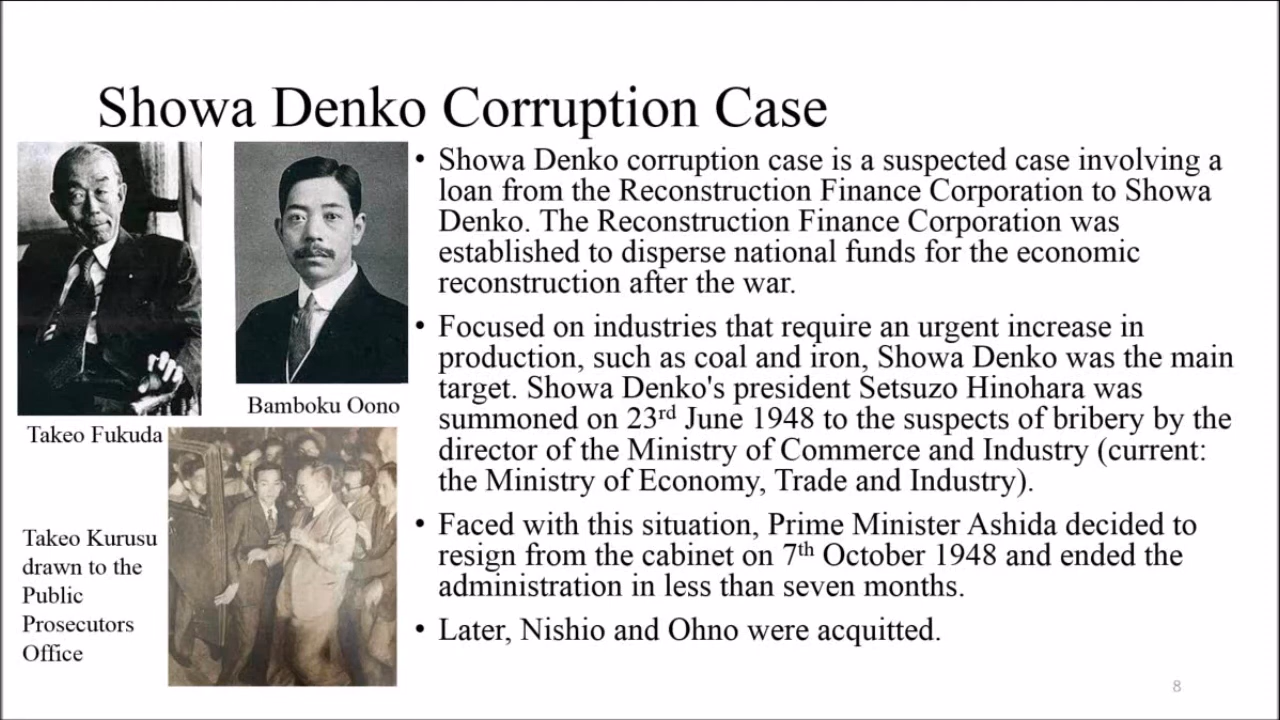 Showa Denko Corruption Case
• Showa Denko corruption case is a suspected case involving a
loan from the Reconstruction Finance Corporation to Showa
Denko. The Reconstruction Finance Corporation was
established to disperse national funds for the economic
reconstruction after the war.
• Focused on industries that require an urgent increase in
production, such as coal and iron, Showa Denko was the main
target. Showa Denko's president Setsuzo Hinohara was
summoned on 23rd June 1948 to the suspects of bribery by the
director of the Ministry of Commerce and Industry (current:
the Ministry of Economy, Trade and Industry).
• Faced with this situation, Prime Minister Ashida decided to
resign from the cabinet on 7th October 1948 and ended the
administration in less than seven months.
• Later, Nishio and Ohno were acquitted.
Takeo Fukuda
Bamboku Oono
Takeo Kurusu
drawn to the
Public
Prosecutors
Office
8